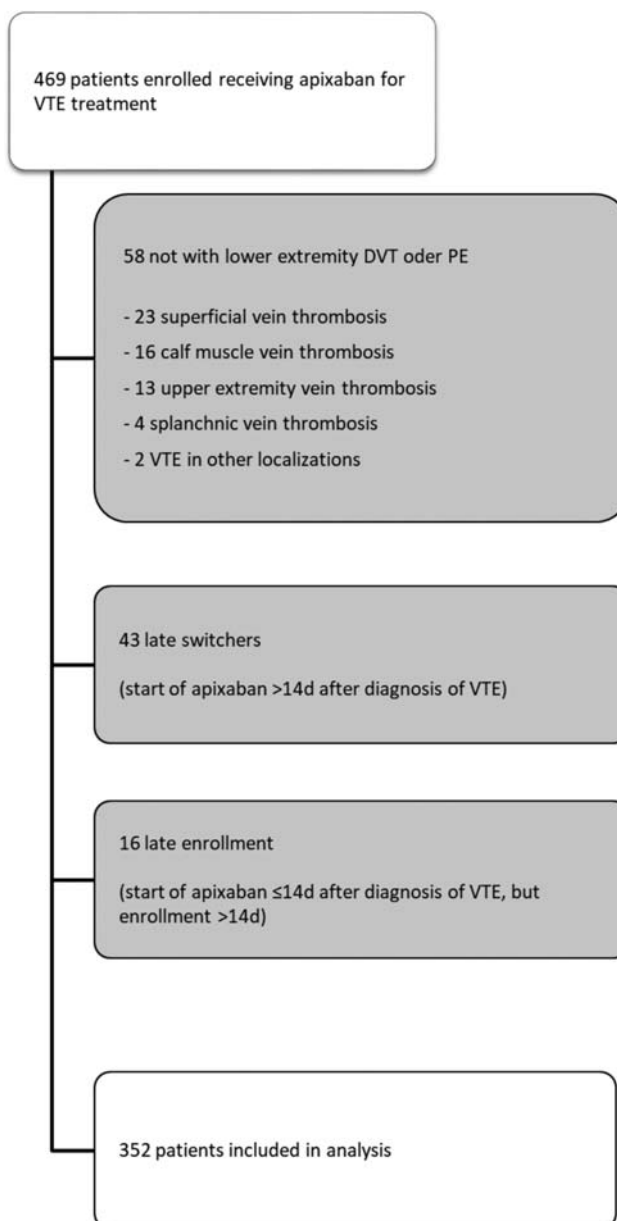 469 patients enrolled receiving apixaban for
VTE treatment
58 not with lower extremity DVT oder PE
- 23 superficial vein thrombosis
- 16 calf muscle vein thrombosis
- 13 upper extremity vein thrombosis
- 4 splanchnic vein thrombosis
- 2 VTE in other localizations
43 late switchers
(start of apixaban >14d after diagnosis of VTE)
16 late enrollment
(start of apixaban ≤14d after diagnosis of VTE, but
enrollment >14d)
352 patients included in analysis